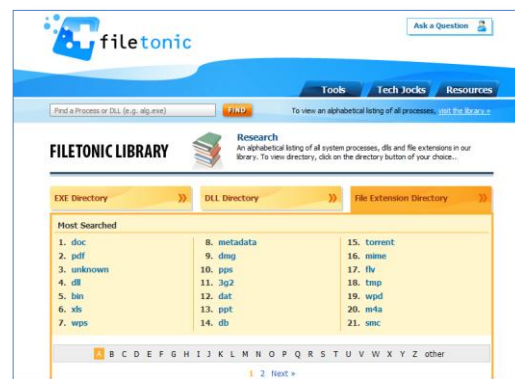 filetonic
Ask a Question
Tools Tech Jocks Resources
Find a Process or DLL (e.g. alg.exe) FIND To view an alphabetical listing of all processes, visit the library »
FILETONIC LIBRARY
Research
An alphabetical listing of all system processes, dlls and file extensions in our
library. To view directory, click on the directory button of your choice...
EXE Directory » DLL Directory » File Extension Directory »
Most Searched
1. doc
2. pdf
3. unknown
4. dll
5. bin
6. xls
7. wps
8. metadata
9. dmg
10. pps
11. 3g2
12. dat
13. ppt
14. db
15. torrent
16. mime
17. flv
18. tmp
19. wpd
20. m4a
21. smc
A B C D E F G H I J K L M N O P Q R S T U V W X Y Z other
1 2 Next »